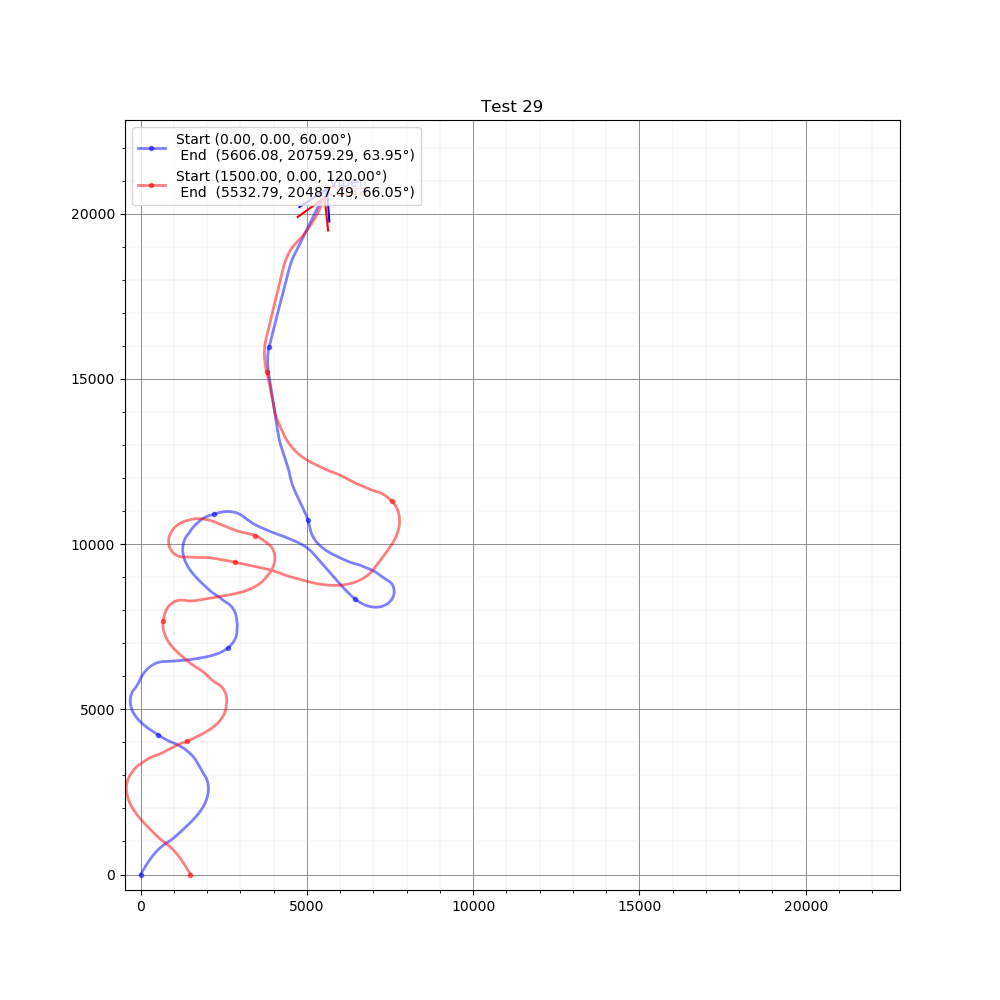 Test 29
Start (0.00, 0.00, 60.00°)
End (5606.08, 20759.29, 63.95°)
Start (1500.00, 0.00, 120.00°)
End (5532.79, 20487.49, 66.05°)
20000
15000
10000
5000
0
0 5000 10000 15000 20000